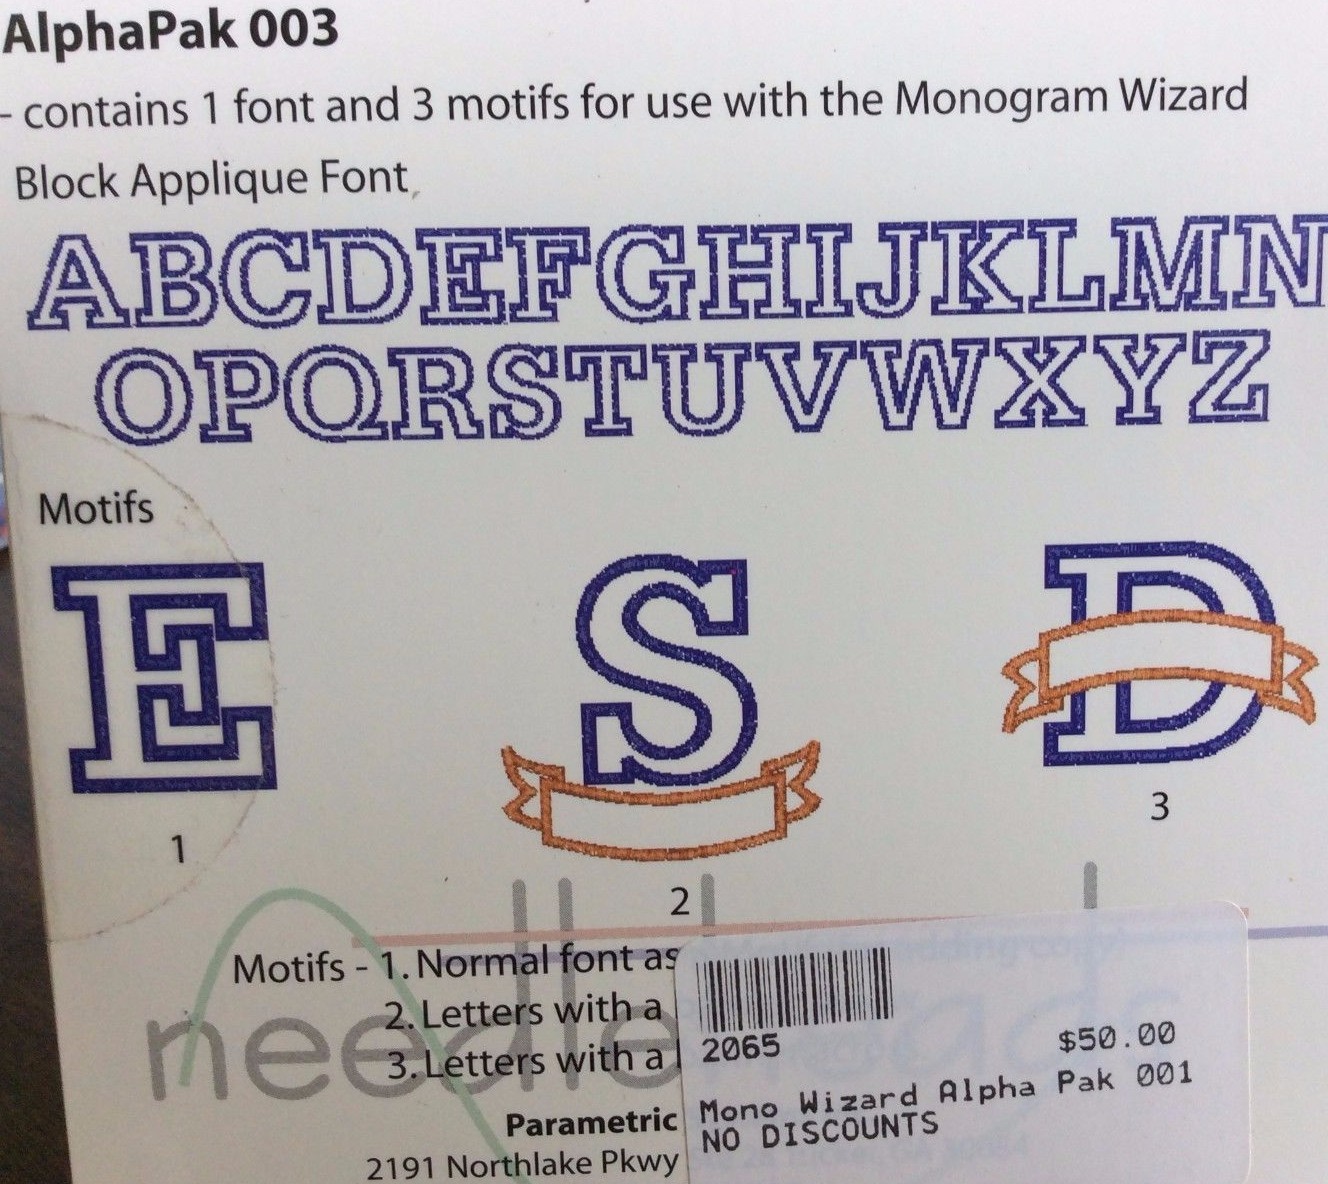 AlphaPak 003
- contains 1 font and 3 motifs for use with the Monogram Wizard
Block Applique Font
ABCDEFGHIJKLMN
OPQRSTUVWXYZ
Motifs
E
S
D
1
2
3
Motifs - 1. Normal font as
2. Letters with a
3. Letters with a
needleheads
Parametric
2191 Northlake Pkwy
2065
$50.00
Mono Wizard Alpha Pak 001
NO DISCOUNTS